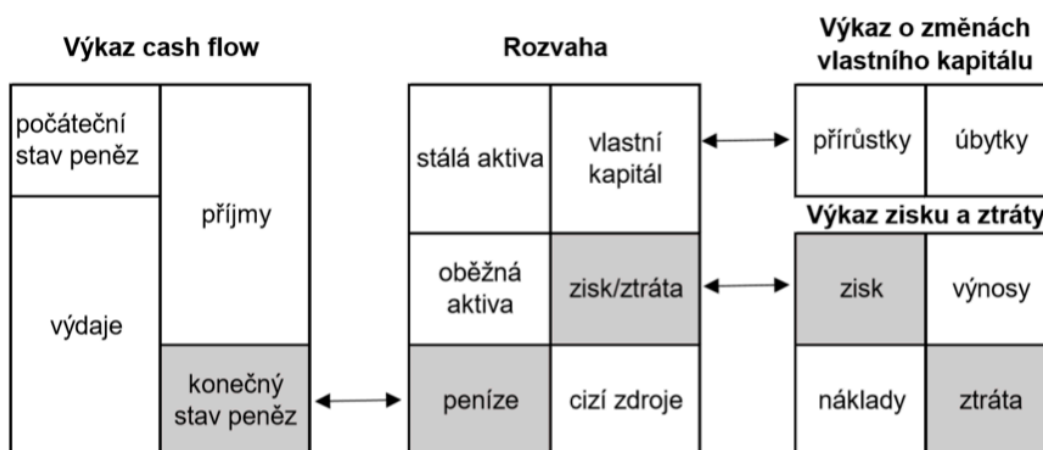 Výkaz cash flow
počáteční
stav peněz
příjmy
výdaje
konečný
stav peněz
Rozvaha
stálá aktiva
vlastní
kapitál
oběžná
aktiva
zisk/ztráta
peníze
cizí zdroje
Výkaz o změnách
vlastního kapitálu
přírůstky
úbytky
Výkaz zisku a ztráty
zisk
výnosy
náklady
ztráta